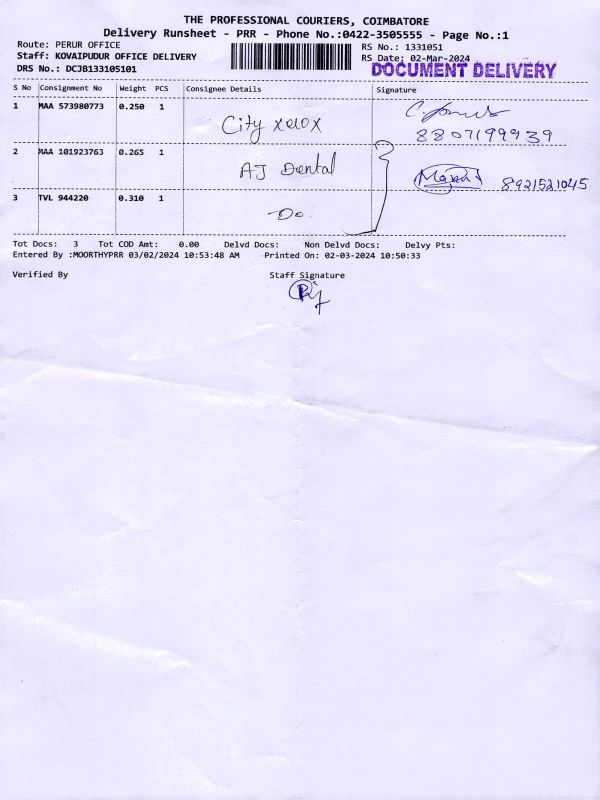 THE PROFESSIONAL COURIERS, COIMBATORE
Delivery Runsheet - PRR - Phone No.:0422-3505555 - Page No.:1
Route: PERUR OFFICE
Staff: KOVAIPUDUR OFFICE DELIVERY
DRS No.: DCJB133105101
RS No.: 1331051
RS Date: 02-Mar-2024
DOCUMENT DELIVERY
S No Consignment No Weight PCS Consignee Details Signature
1 MAA 573980773 0.250 1 City xerox
8807199939
2 MAA 101923763 0.265 1 AJ Dental 8921521045
3 TVL 944220 0.310 1 Do
Tot Docs: 3 Tot COD Amt: 0.00 Delvd Docs: Non Delvd Docs: Delvy Pts:
Entered By :MOORTHYPRR 03/02/2024 10:53:48 AM Printed On: 02-03-2024 10:50:33
Verified By Staff Signature